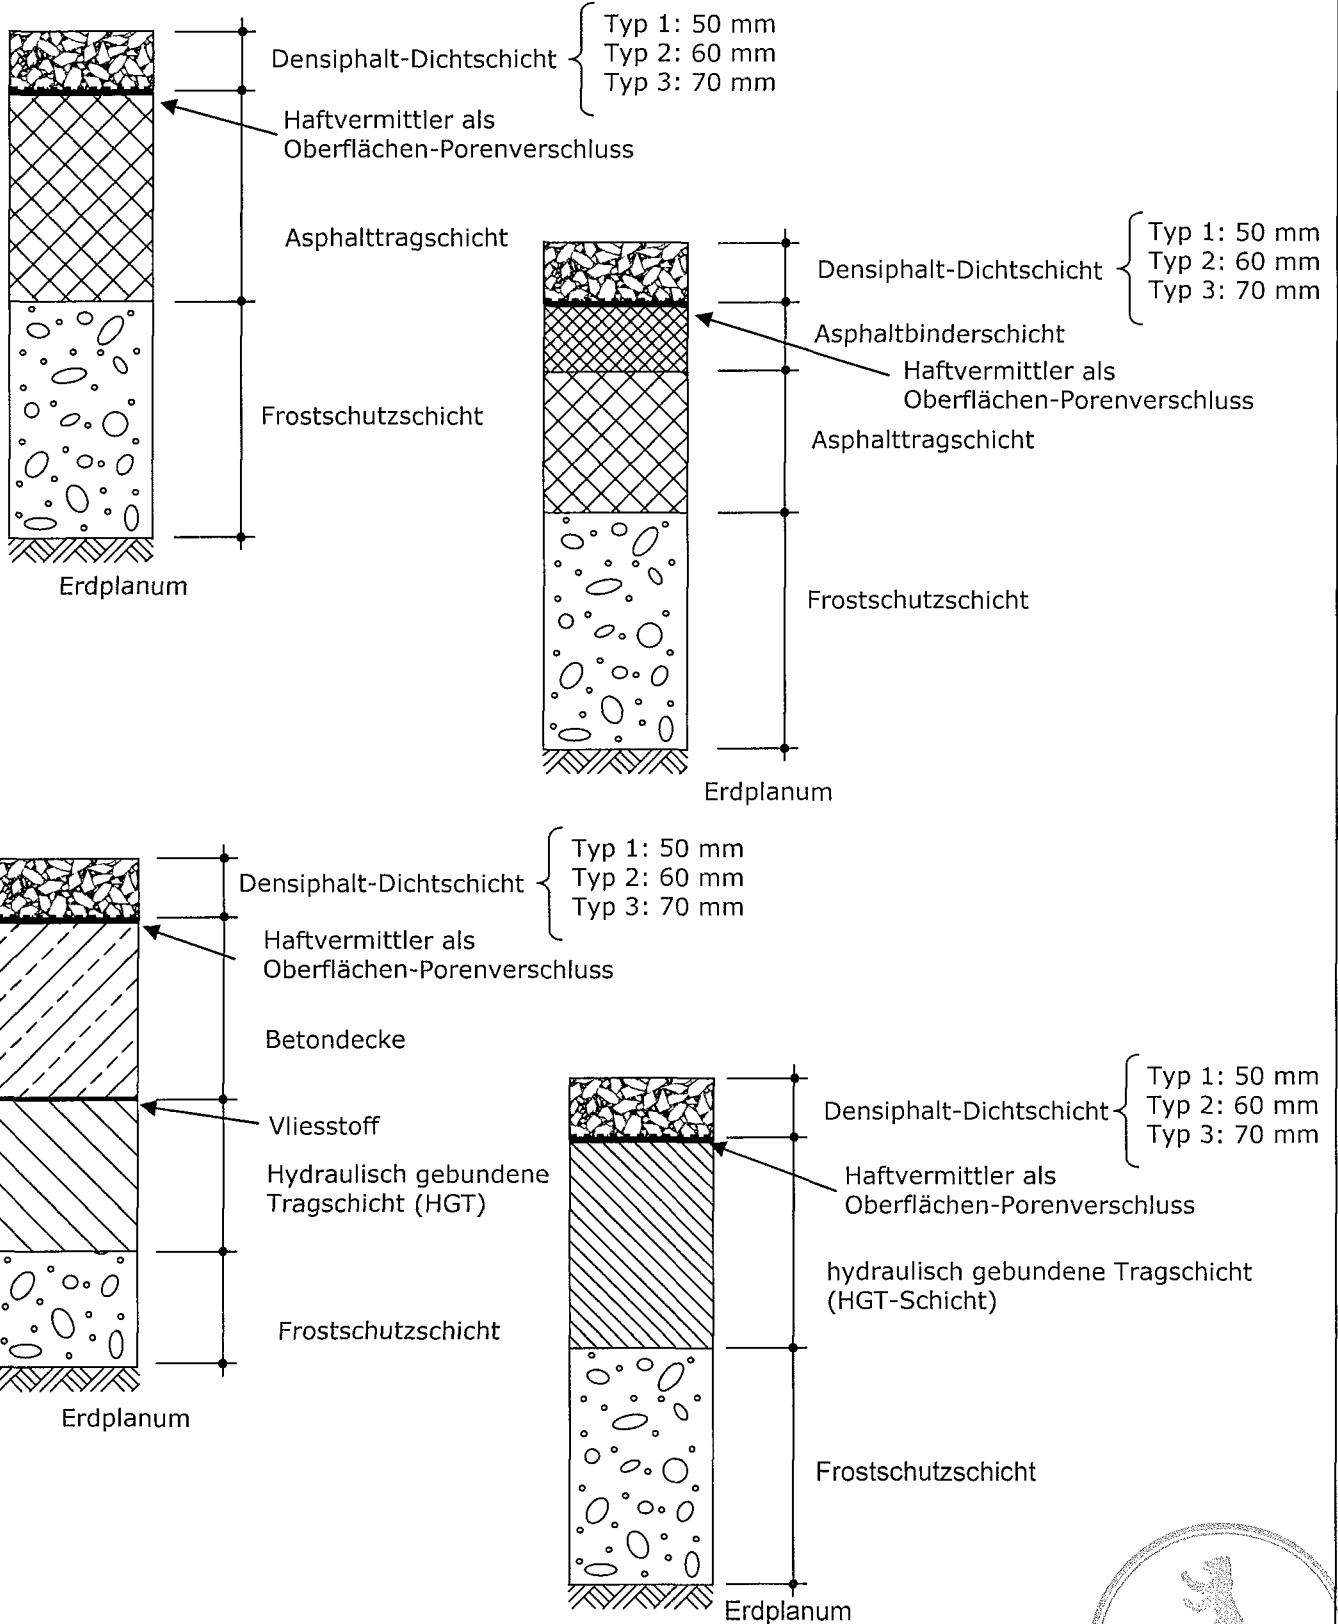 Densiphalt-Dichtschicht
Typ 1: 50 mm
Typ 2: 60 mm
Typ 3: 70 mm
Haftvermittler als
Oberflächen-Porenverschluss
Asphalttragschicht
Frostschutzschicht
Erdplanum
Densiphalt-Dichtschicht
Typ 1: 50 mm
Typ 2: 60 mm
Typ 3: 70 mm
Asphaltbinderschicht
Haftvermittler als
Oberflächen-Porenverschluss
Asphalttragschicht
Frostschutzschicht
Erdplanum
Densiphalt-Dichtschicht
Typ 1: 50 mm
Typ 2: 60 mm
Typ 3: 70 mm
Haftvermittler als
Oberflächen-Porenverschluss
Betondecke
Vliesstoff
Hydraulisch gebundene
Tragschicht (HGT)
Frostschutzschicht
Erdplanum
Densiphalt-Dichtschicht
Typ 1: 50 mm
Typ 2: 60 mm
Typ 3: 70 mm
Haftvermittler als
Oberflächen-Porenverschluss
hydraulisch gebundene Tragschicht
(HGT-Schicht)
Frostschutzschicht
Erdplanum